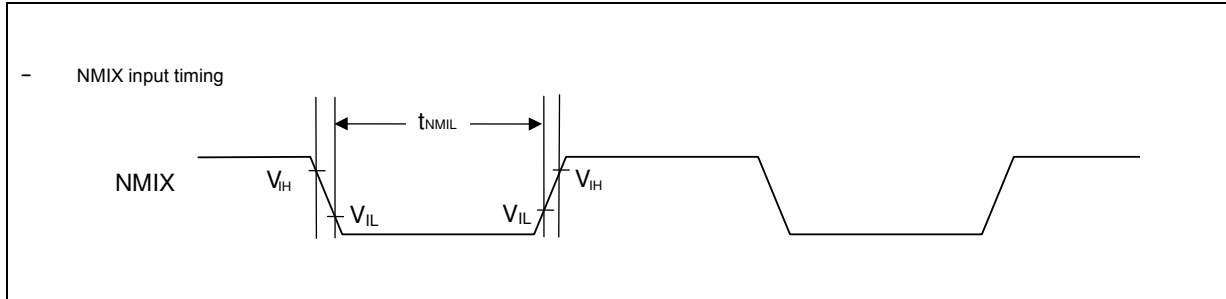 − NMIX input timing
tNMIL
NMIX
VIH
VIL
VIL
VIH